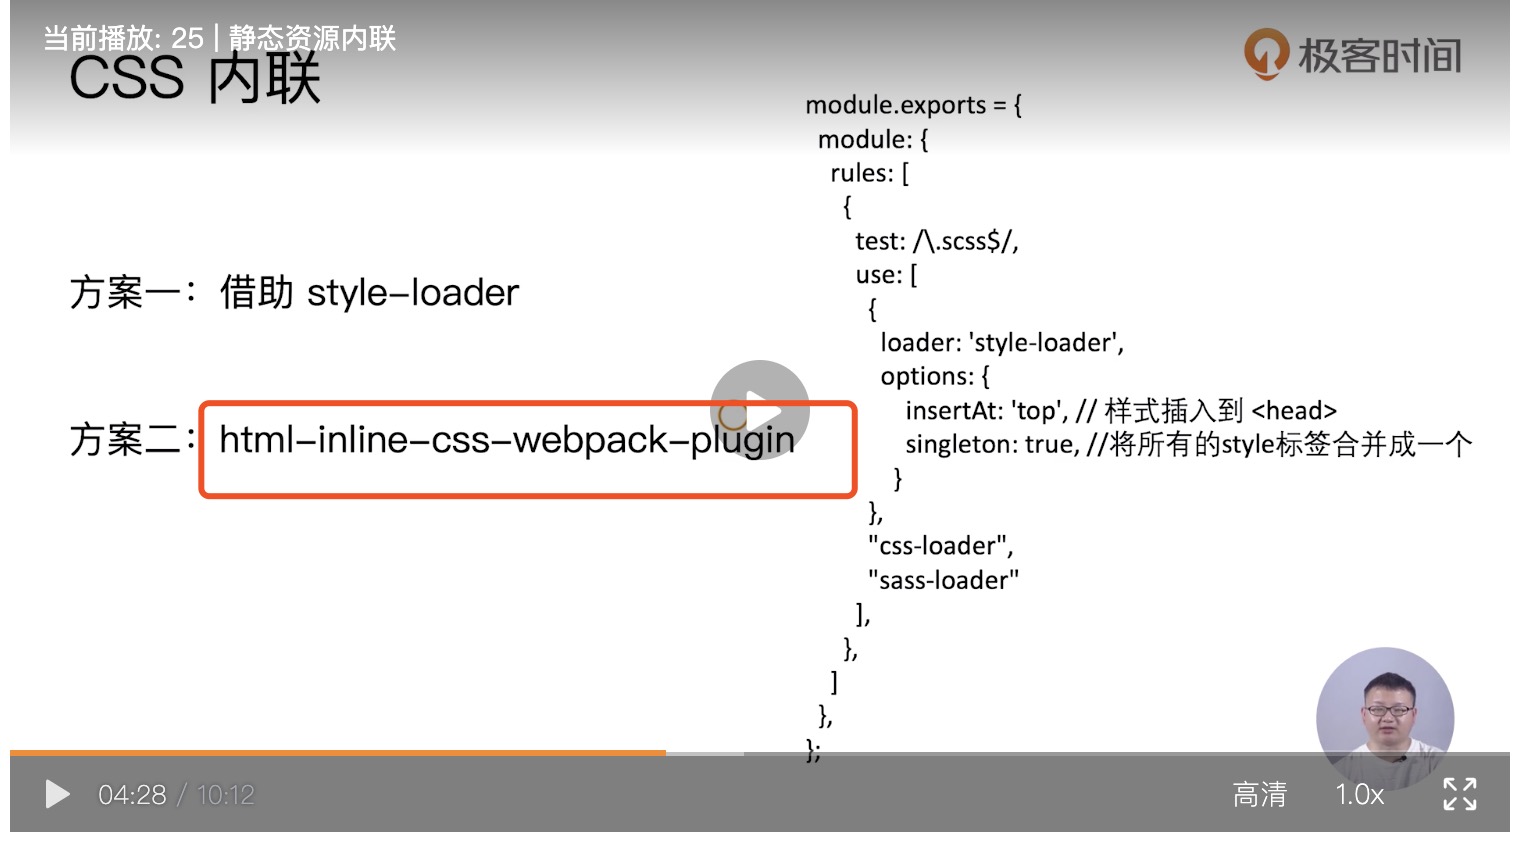 当前播放: 25 | 静态资源内联
极客时间
CSS 内联
方案一：借助 style-loader
方案二：html-inline-css-webpack-plugin
module.exports = {
module: {
rules: [
{
test: /\.scss$/,
use: [
{
loader: 'style-loader',
options: {
insertAt: 'top', // 样式插入到 <head>
singleton: true, //将所有的style标签合并成一个
}
},
"css-loader",
"sass-loader"
],
},
]
},
};
04:28 / 10:12
高清
1.0x